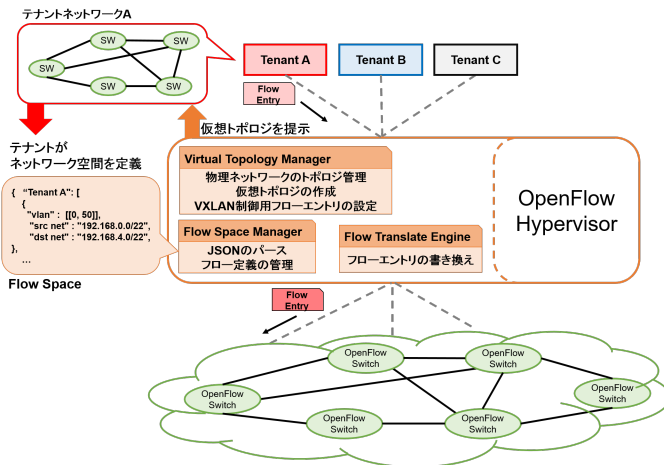 テナントネットワークA
SW
SW
SW
SW
SW
Tenant A
Tenant B
Tenant C
Flow
Entry
仮想トポロジを提示
テナントが
ネットワーク空間を定義
{ “Tenant A": [
{
"vlan" : [[0, 50]],
"src net" : "192.168.0.0/22",
"dst net" : "192.168.4.0/22",
},
…
Flow Space
Virtual Topology Manager
物理ネットワークのトポロジ管理
仮想トポロジの作成
VXLAN制御用フローエントリの設定
Flow Space Manager
JSONのパース
フロー定義の管理
Flow Translate Engine
フローエントリの書き換え
OpenFlow
Hypervisor
Flow
Entry
OpenFlow
Switch
OpenFlow
Switch
OpenFlow
Switch
OpenFlow
Switch
OpenFlow
Switch
OpenFlow
Switch